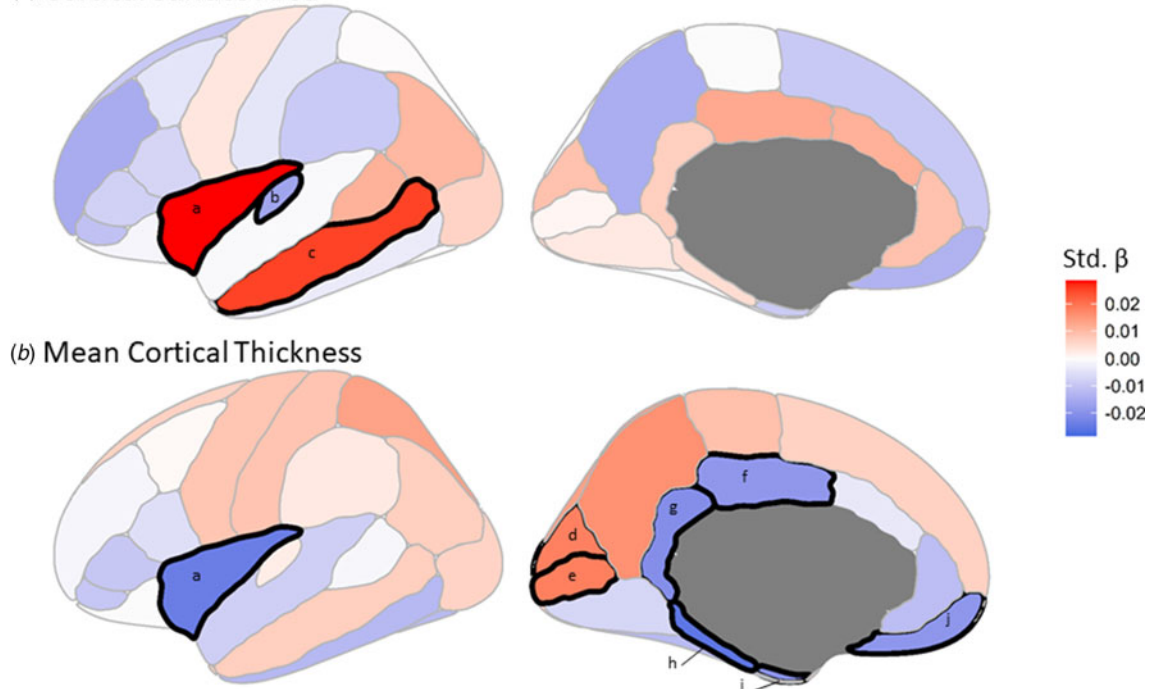 a
b
c
Std. β
0.02
0.01
0.00
-0.01
-0.02
(b) Mean Cortical Thickness
a
d
e
f
g
h
i
j